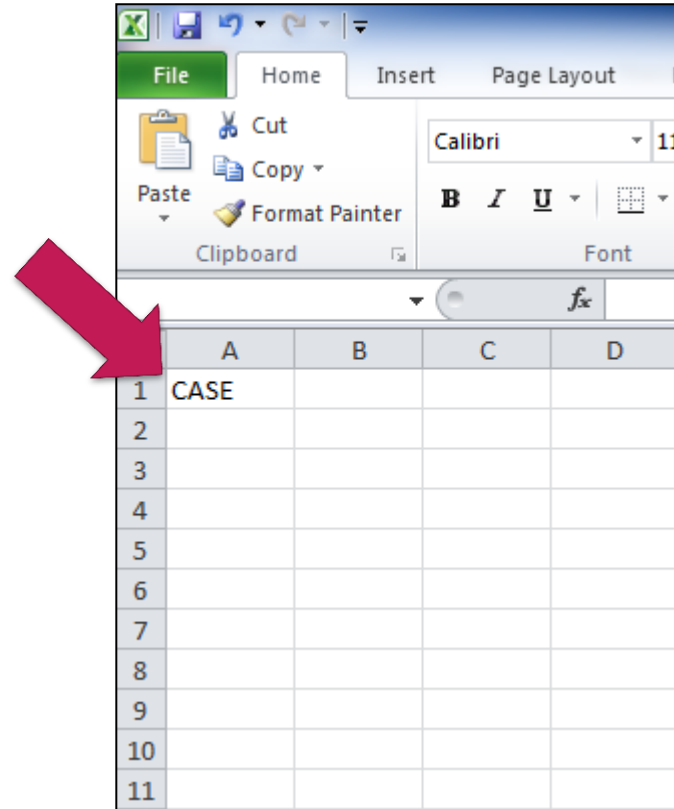 File Home Insert Page Layout
Cut
Calibri 11
Copy
Paste
B I U
Format Painter
Clipboard Font
fx
A B C D
1 CASE
2
3
4
5
6
7
8
9
10
11